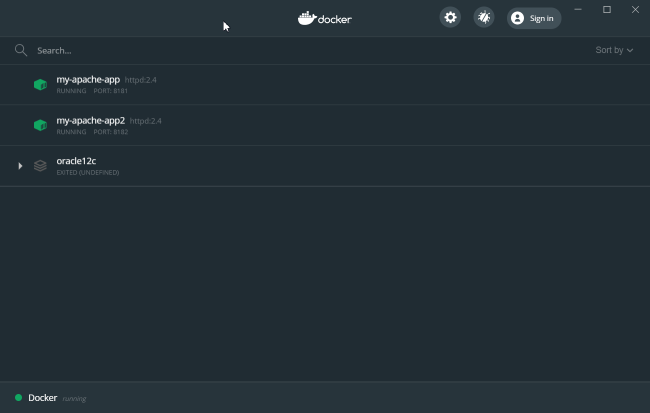 docker
Sign in
Search...
Sort by
my-apache-app httpd:2.4
RUNNING PORT: 8181
my-apache-app2 httpd:2.4
RUNNING PORT: 8182
oracle12c
EXITED (UNDEFINED)
Docker running